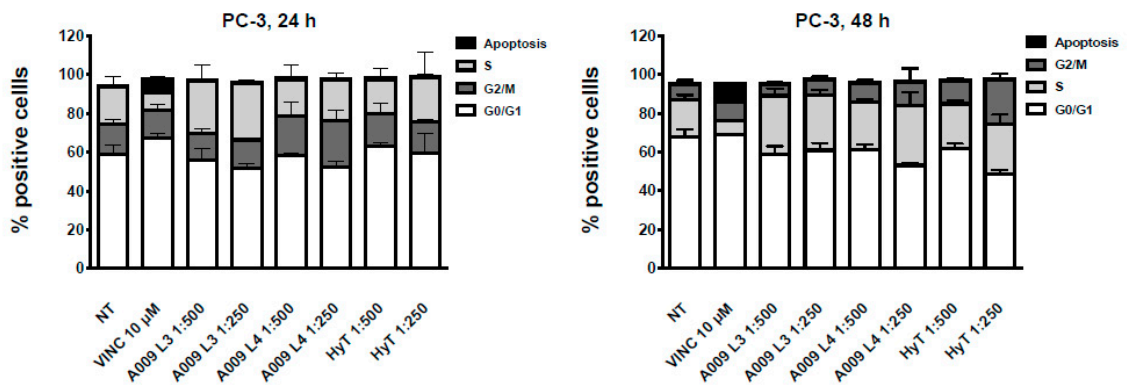 PC-3, 24 h
% positive cells
120
100
80
60
40
20
0
NT
VINC 10 µM
A009 L3 1:500
A009 L3 1:250
A009 L4 1:500
A009 L4 1:250
HyT 1:500
HyT 1:250
Apoptosis
S
G2/M
G0/G1
PC-3, 48 h
% positive cells
120
100
80
60
40
20
0
NT
VINC 10 µM
A009 L3 1:500
A009 L3 1:250
A009 L4 1:500
A009 L4 1:250
HyT 1:500
HyT 1:250
Apoptosis
G2/M
S
G0/G1